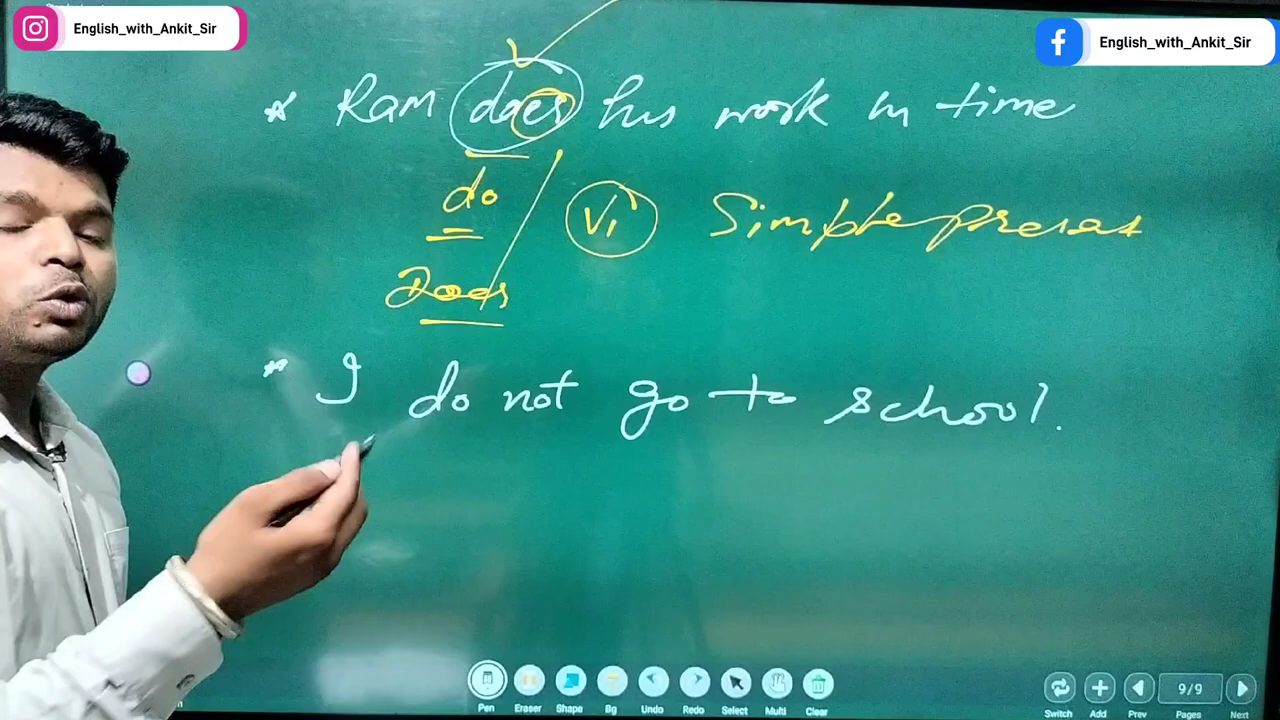 English_with_Ankit_Sir
English_with_Ankit_Sir
* Ram does his work in time
do
V1 Simple present
Does
* I do not go to school.
Pen Eraser Shape Bg Undo Redo Select Multi Clear
Switch Add Prev 9/9 Pages Next